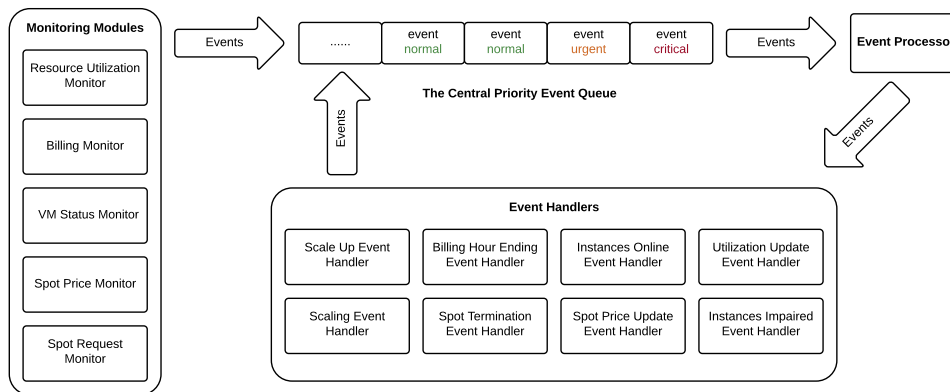 Monitoring Modules
Resource Utilization
Monitor
Billing Monitor
VM Status Monitor
Spot Price Monitor
Spot Request
Monitor
Events
......
event
normal
event
normal
event
urgent
event
critical
The Central Priority Event Queue
Events
Event Processo
Events
Events
Event Handlers
Scale Up Event
Handler
Billing Hour Ending
Event Handler
Instances Online
Event Handler
Utilization Update
Event Handler
Scaling Event
Handler
Spot Termination
Event Handler
Spot Price Update
Event Handler
Instances Impaired
Event Handler